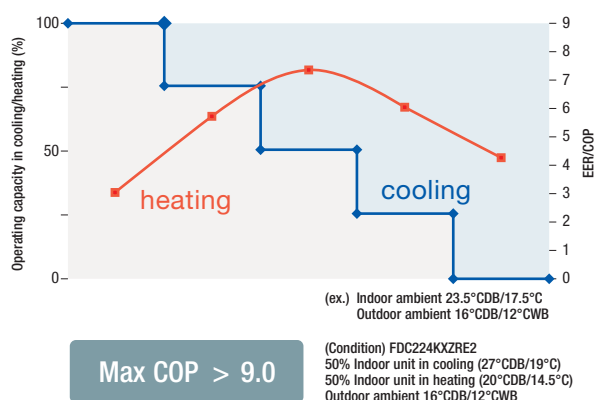 100
50
0
Operating capacity in cooling/heating (%)
9
8
7
6
5
4
3
2
1
0
EER/COP
heating
cooling
(ex.) Indoor ambient 23.5°CDB/17.5°C
Outdoor ambient 16°CDB/12°CWB
Max COP > 9.0
(Condition) FDC224KXZRE2
50% Indoor unit in cooling (27°CDB/19°C)
50% Indoor unit in heating (20°CDB/14.5°C)
Outdoor ambient 16°CDB/12°CWB